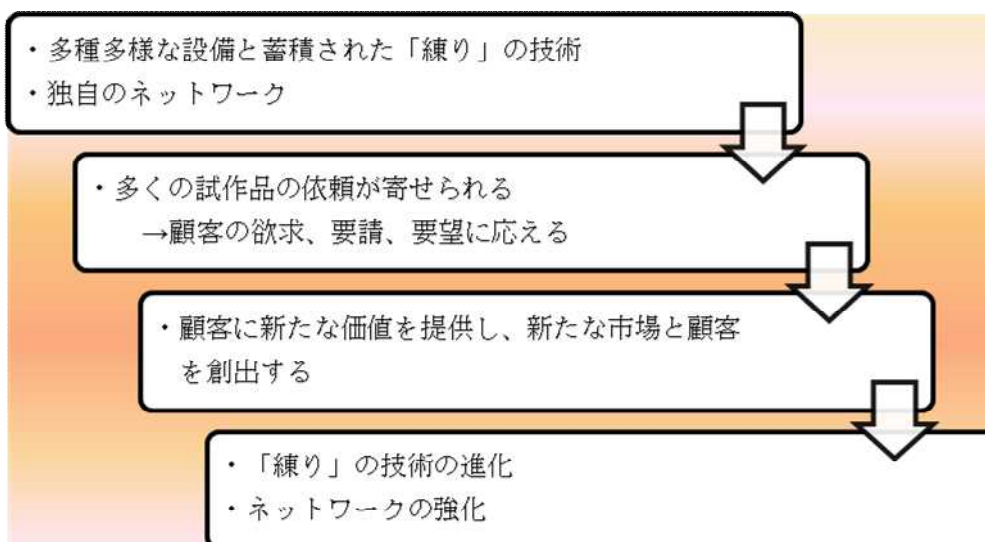 ・多種多様な設備と蓄積された「練り」の技術
・独自のネットワーク
・多くの試作品の依頼が寄せられる
→顧客の欲求、要請、要望に応える
・顧客に新たな価値を提供し、新たな市場と顧客
を創出する
・「練り」の技術の進化
・ネットワークの強化